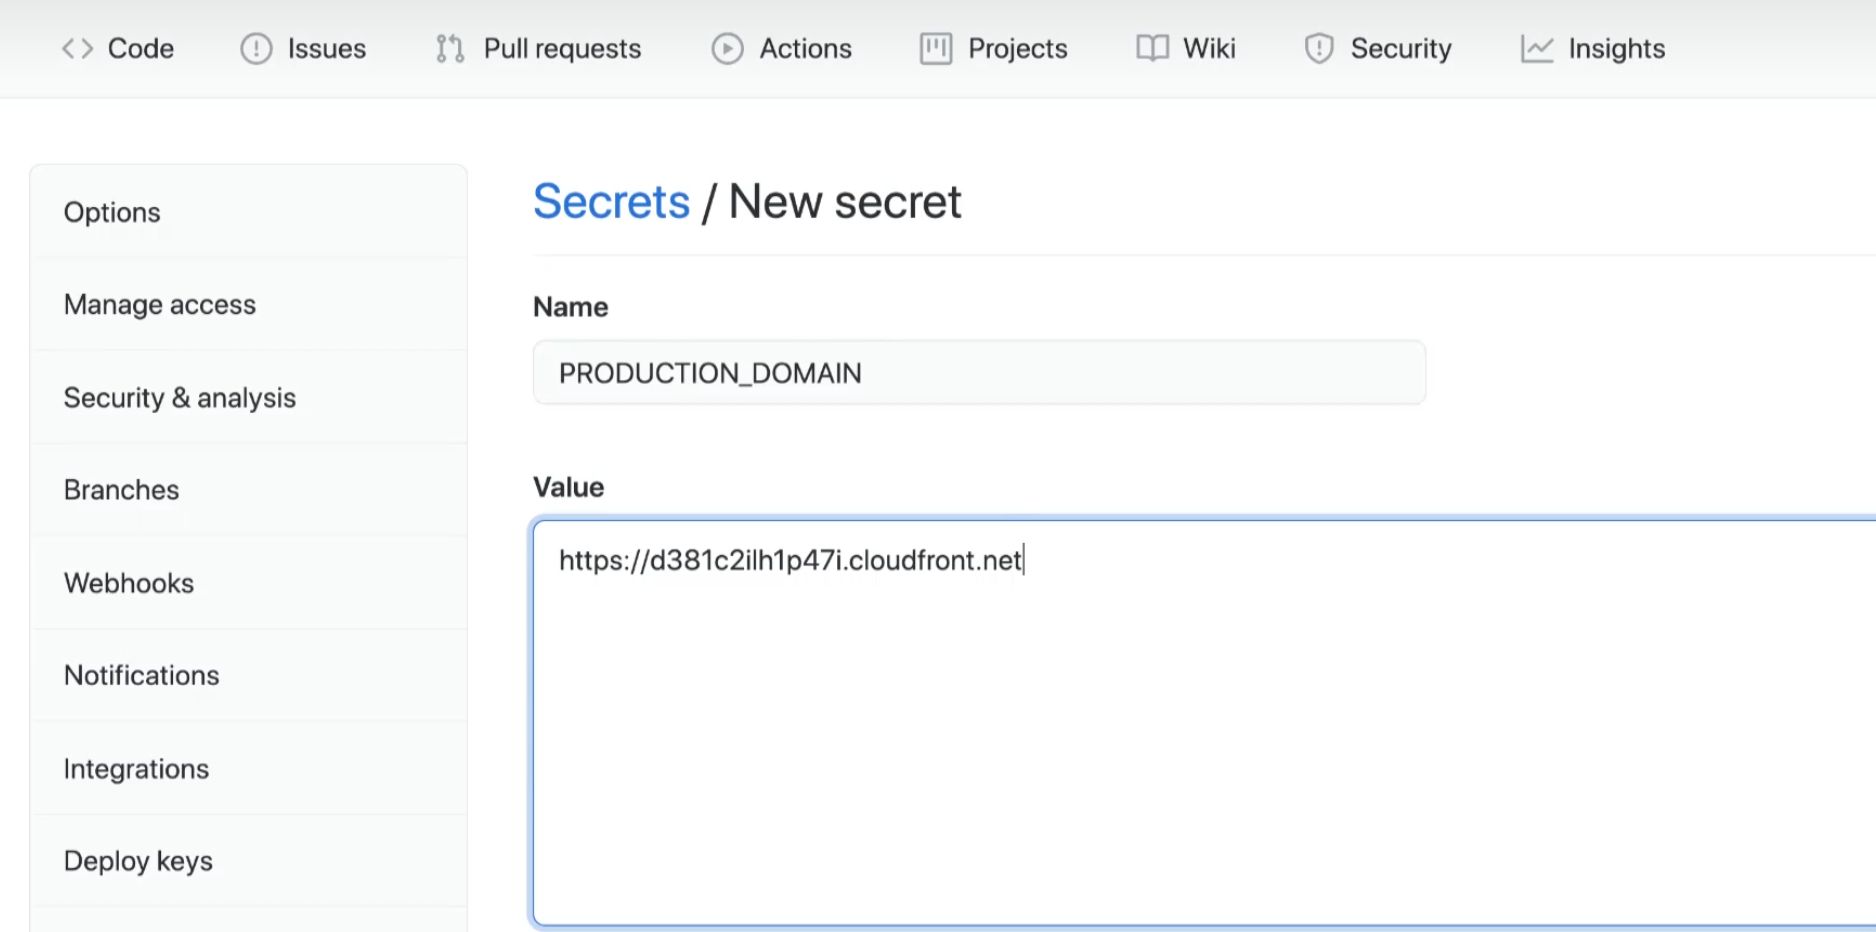 Code Issues Pull requests Actions Projects Wiki Security Insights
Options
Manage access
Security & analysis
Branches
Webhooks
Notifications
Integrations
Deploy keys
Secrets / New secret
Name
PRODUCTION_DOMAIN
Value
https://d381c2ilh1p47i.cloudfront.net